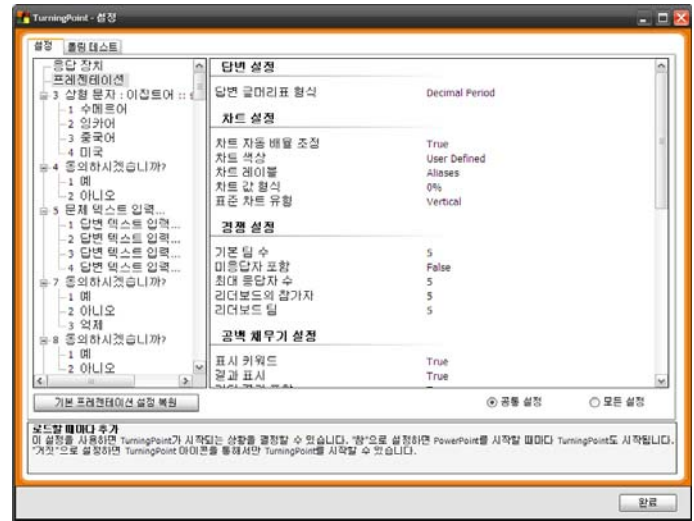 TurningPoint - 설정
설정 폴링 테스트
응답 장치
프레젠테이션
3 상형 문자 : 이집트어 ::
1 수메르어
2 잉카어
3 중국어
4 미국
4 동의하시겠습니까?
1 예
2 아니오
5 문제 텍스트 입력...
1 답변 텍스트 입력...
2 답변 텍스트 입력...
3 답변 텍스트 입력...
4 답변 텍스트 입력...
7 동의하시겠습니까?
1 예
2 아니오
3 억제
8 동의하시겠습니까?
1 예
2 아니오
답변 설정
답변 글머리표 형식 Decimal Period
차트 설정
차트 자동 배율 조정 True
차트 색상 User Defined
차트 레이블 Aliases
차트 값 형식 0%
표준 차트 유형 Vertical
경쟁 설정
기본 팀 수 5
미응답자 포함 False
최대 응답자 수 5
리더보드의 참가자 5
리더보드 팀 5
공백 채우기 설정
표시 키워드 True
결과 표시 True
기본 프레젠테이션 설정 복원
공통 설정 모든 설정
로드할 때마다 추가
이 설정을 사용하면 TurningPoint가 시작되는 상황을 결정할 수 있습니다. "참"으로 설정하면 PowerPoint를 시작할 때마다 TurningPoint도 시작됩니다.
"거짓"으로 설정하면 TurningPoint 아이콘을 통해서만 TurningPoint를 시작할 수 있습니다.
완료